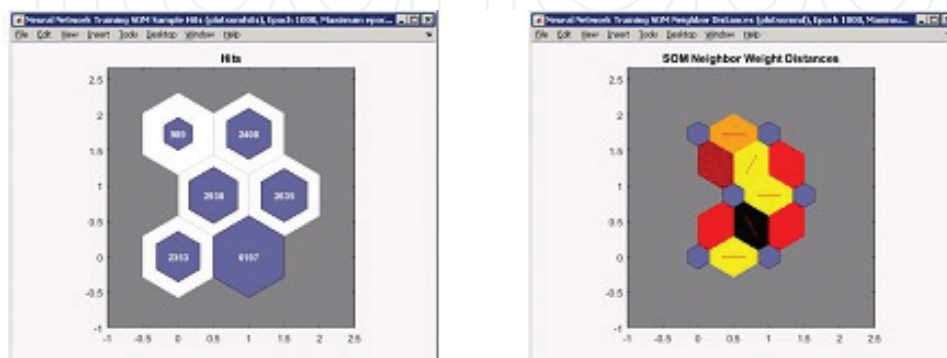 Neural Network Training SOM Sample Hits (plotsomhits), Epoch 1000, Maximum epoc...
File Edit View Insert Tools Desktop Window Help
Hits
2.5
2
1.5
1
0.5
0
-0.5
-1
-1 -0.5 0 0.5 1 1.5 2 2.5
989 2408
2938 2635
2353 6107
Neural Network Training SOM Neighbor Distances (plotsomnd), Epoch 1000, Maximu...
File Edit View Insert Tools Desktop Window Help
SOM Neighbor Weight Distances
2.5
2
1.5
1
0.5
0
-0.5
-1
-1 -0.5 0 0.5 1 1.5 2 2.5